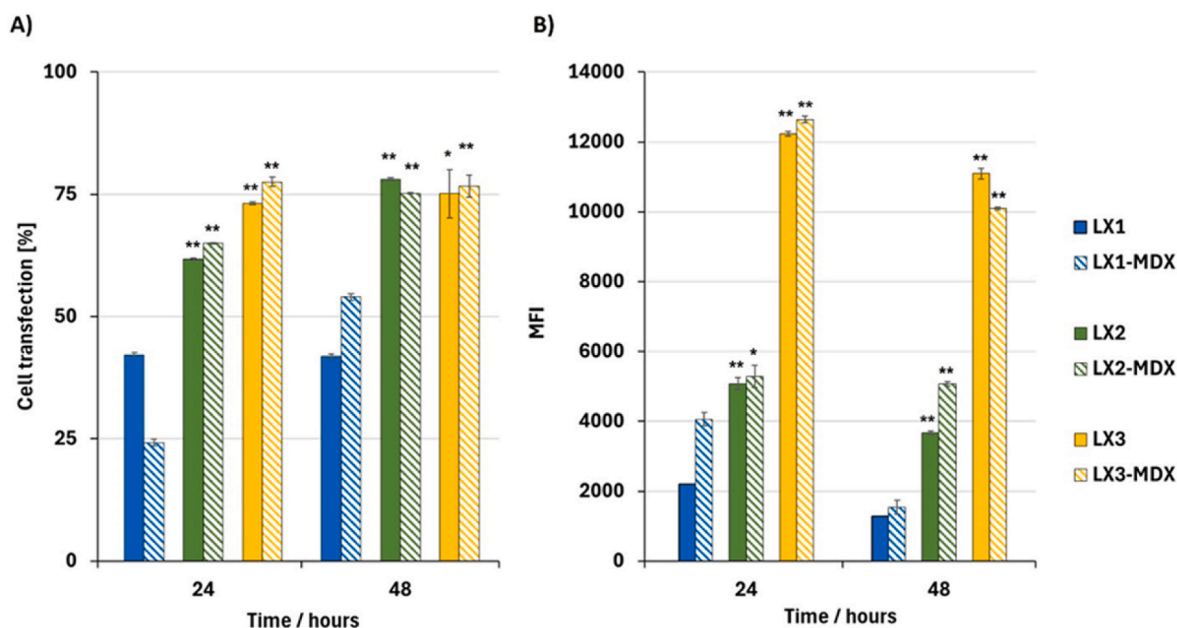 A)
100
75
50
25
0
Cell transfection [%]
** ** ** **
** ** * **
24 48
Time / hours
B)
14000
12000
10000
8000
6000
4000
2000
0
MFI
** * ** **
** ** ** **
24 48
Time / hours
LX1
LX1-MDX
LX2
LX2-MDX
LX3
LX3-MDX